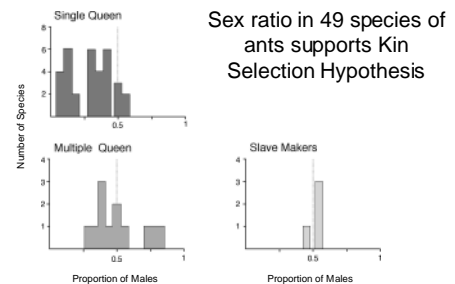 Single Queen
Sex ratio in 49 species of
ants supports Kin
Selection Hypothesis
8
6
4
2
0.5
1
Number of Species
Multiple Queen
4
3
2
1
0.5
1
Proportion of Males
Slave Makers
4
3
2
1
0.5
1
Proportion of Males